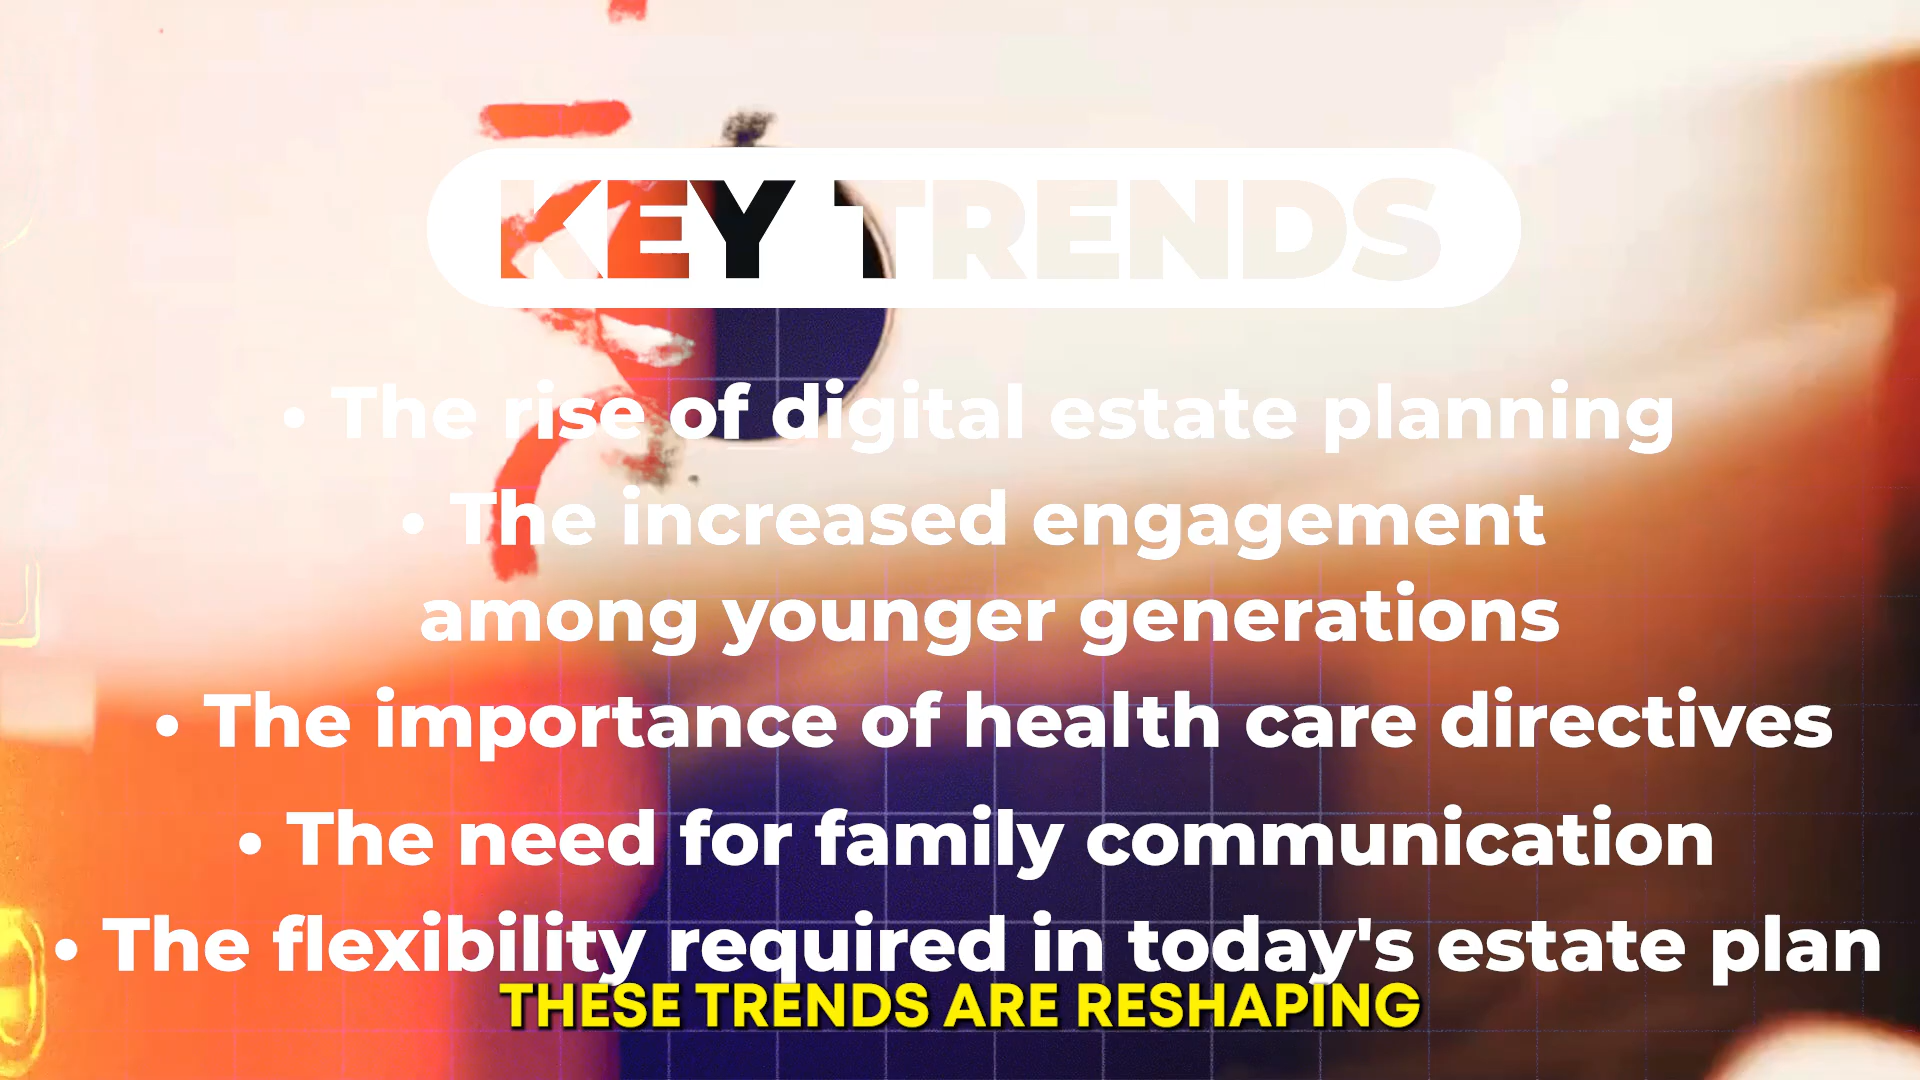 KEY TRENDS
• The rise of digital estate planning
• The increased engagement
among younger generations
• The importance of health care directives
• The need for family communication
• The flexibility required in today's estate plan
THESE TRENDS ARE RESHAPING